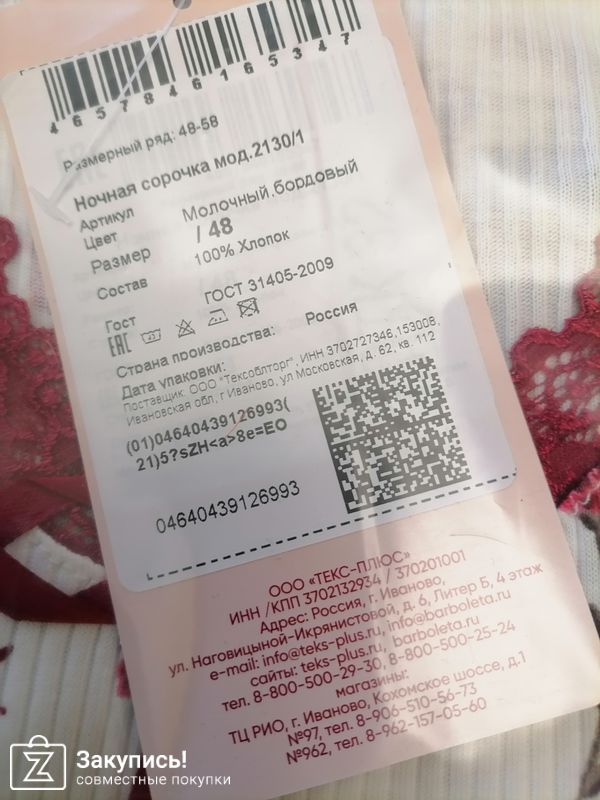 4657846165347
Размерный ряд: 48-58
Ночная сорочка мод.2130/1
Артикул
Цвет Молочный,бордовый
Размер / 48
Состав 100% Хлопок
Гост ГОСТ 31405-2009
EAC
Страна производства: Россия
Дата упаковки:
Поставщик: ООО "Тексоблторг", ИНН 3702727346,153008,
Ивановская обл, г Иваново, ул Московская, д. 62, кв. 112
(01)04640439126993(
21)5?sZH<a>8e=EO
04640439126993
ООО «ТЕКС-ПЛЮС»
ИНН /КПП 3702132934 / 370201001
Адрес: Россия, г. Иваново,
ул. Наговицыной-Икрянистовой, д. 6, Литер Б, 4 этаж
e-mail: info@teks-plus.ru, info@barboleta.ru
сайты: teks-plus.ru, barboleta.ru
тел. 8-800-500-29-30, 8-800-500-25-24
магазины:
ТЦ РИО, г. Иваново, Кохомское шоссе, д.1
№97, тел. 8-906-510-56-73
№962, тел. 8-962-157-05-60
Закупись!
совместные покупки